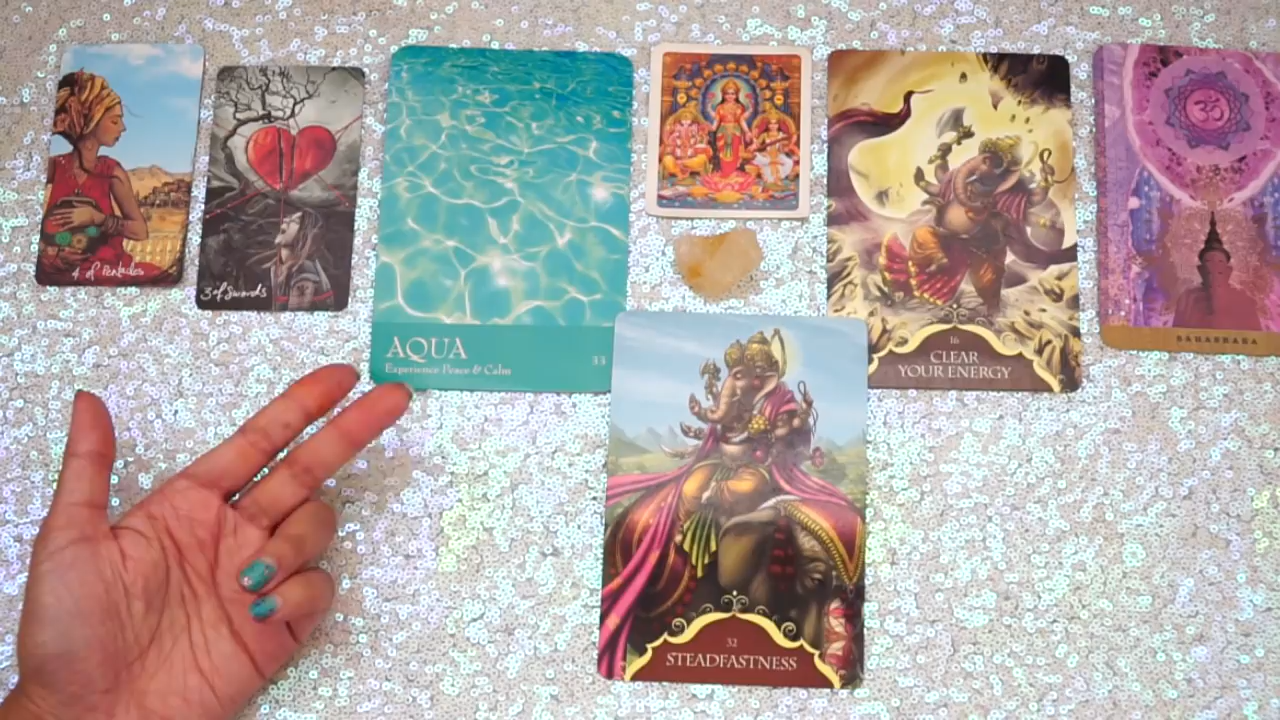 4 of Pentacles
3 of Swords
AQUA
Experience Peace & Calm
33
16
CLEAR
YOUR ENERGY
ॐ
SAHASRARA
32
STEADFASTNESS